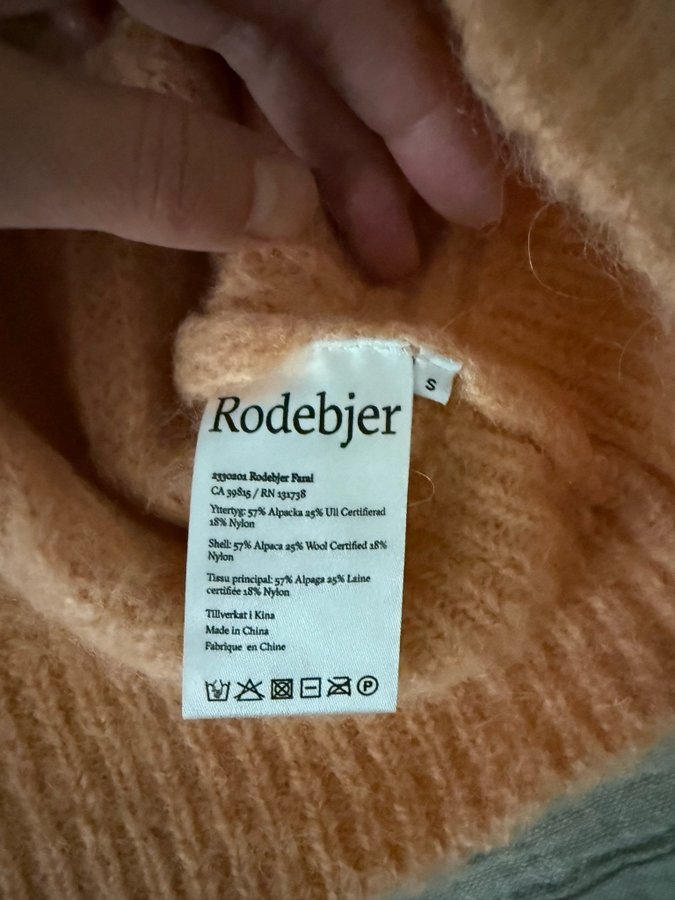 S
Rodebjer
2330201 Rodebjer Farai
CA 39815 / RN 131738
Yttertyg: 57% Alpacka 25% Ull Certifierad
18% Nylon
Shell: 57% Alpaca 25% Wool Certified 18%
Nylon
Tissu principal: 57% Alpaga 25% Laine
certifiée 18% Nylon
Tillverkat i Kina
Made in China
Fabrique en Chine
P